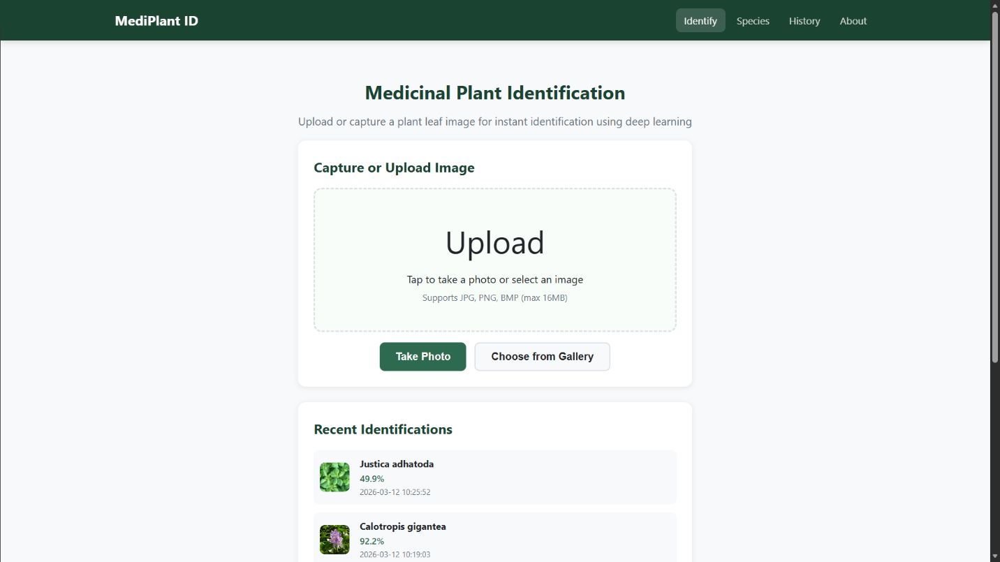 MediPlant ID
Identify
Species
History
About
Medicinal Plant Identification
Upload or capture a plant leaf image for instant identification using deep learning
Capture or Upload Image
Upload
Tap to take a photo or select an image
Supports JPG, PNG, BMP (max 16MB)
Take Photo
Choose from Gallery
Recent Identifications
Justica adhatoda
49.9%
2026-03-12 10:25:52
Calotropis gigantea
92.2%
2026-03-12 10:19:03